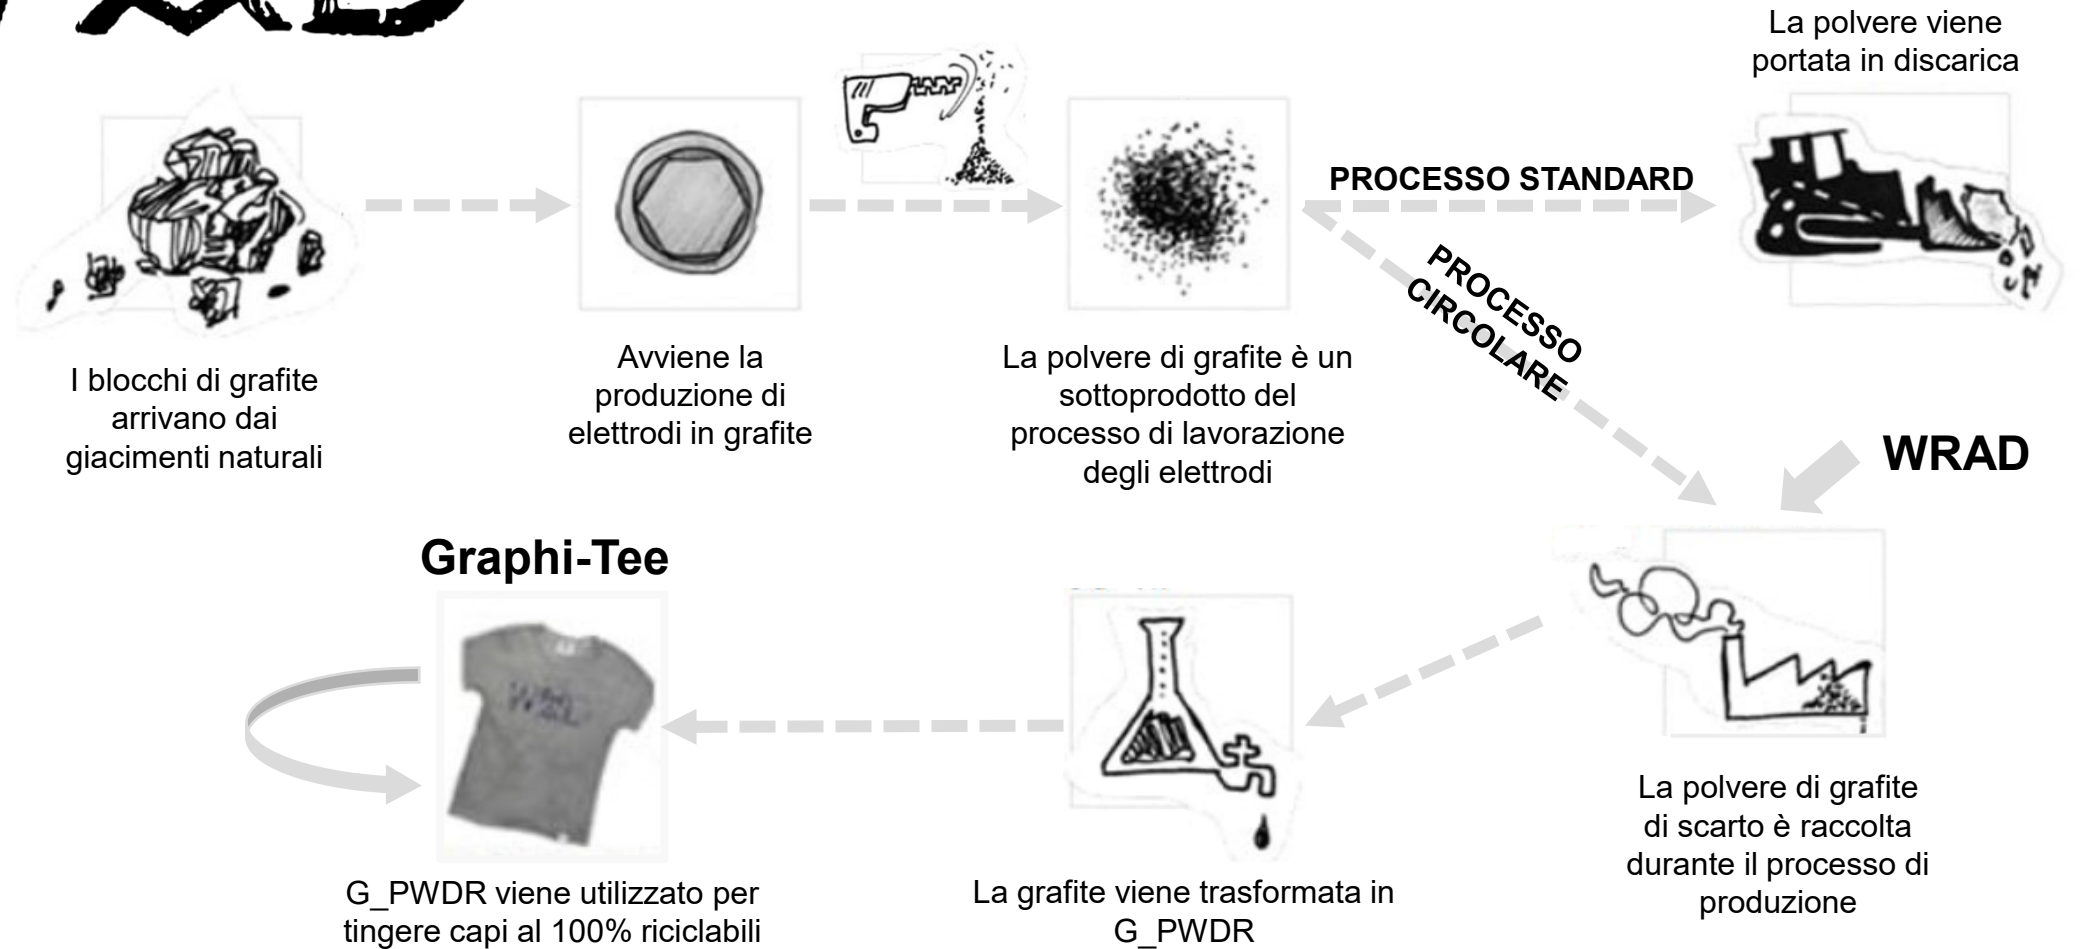 La polvere viene
portata in discarica
PROCESSO STANDARD
PROCESSO
CIRCOLARE
I blocchi di grafite
arrivano dai
giacimenti naturali
Avviene la
produzione di
elettrodi in grafite
La polvere di grafite è un
sottoprodotto del
processo di lavorazione
degli elettrodi
WRAD
Graphi-Tee
La polvere di grafite
di scarto è raccolta
durante il processo di
produzione
La grafite viene trasformata in
G_PWDR
G_PWDR viene utilizzato per
tingere capi al 100% riciclabili